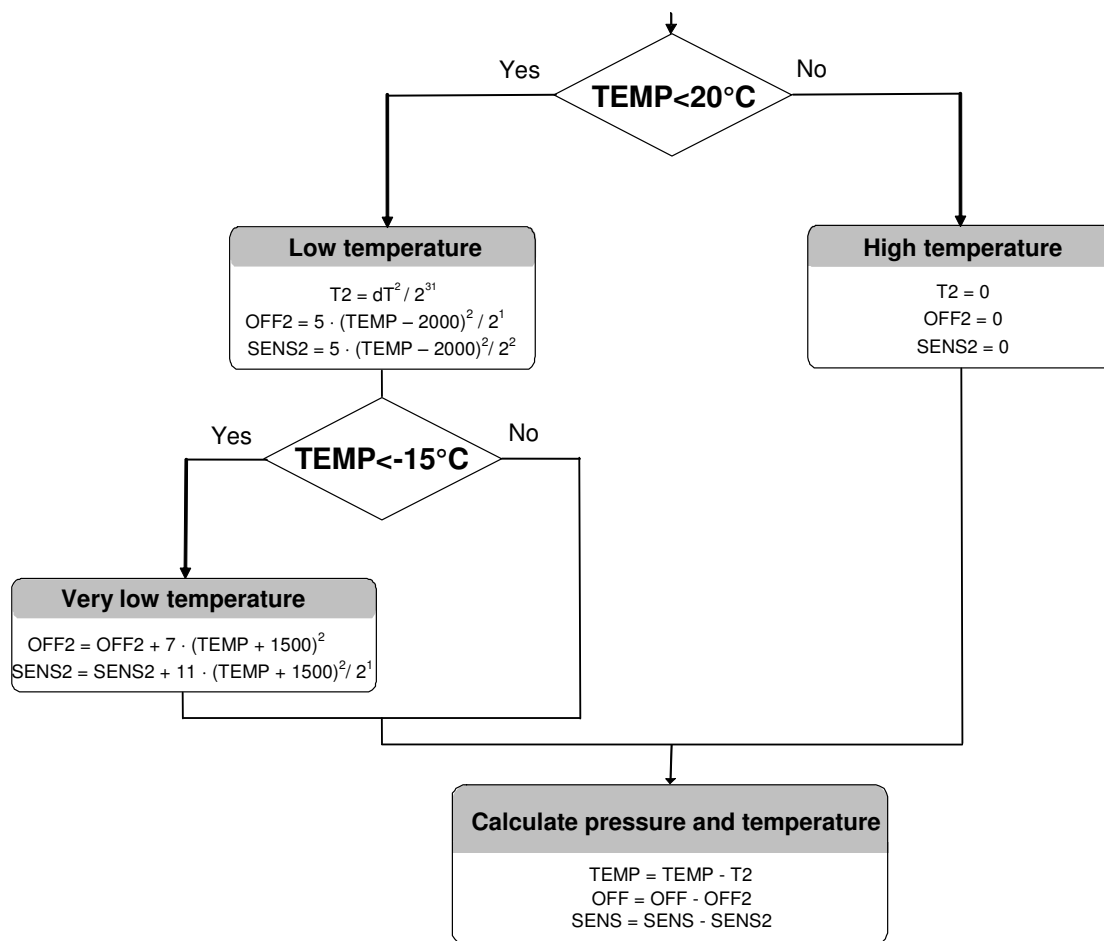 TEMP<20°C
Yes
No
Low temperature
T2 = dT² / 2³¹
OFF2 = 5 · (TEMP – 2000)² / 2¹
SENS2 = 5 · (TEMP – 2000)² / 2²
High temperature
T2 = 0
OFF2 = 0
SENS2 = 0
TEMP<-15°C
Yes
No
Very low temperature
OFF2 = OFF2 + 7 · (TEMP + 1500)²
SENS2 = SENS2 + 11 · (TEMP + 1500)² / 2¹
Calculate pressure and temperature
TEMP = TEMP - T2
OFF = OFF - OFF2
SENS = SENS - SENS2